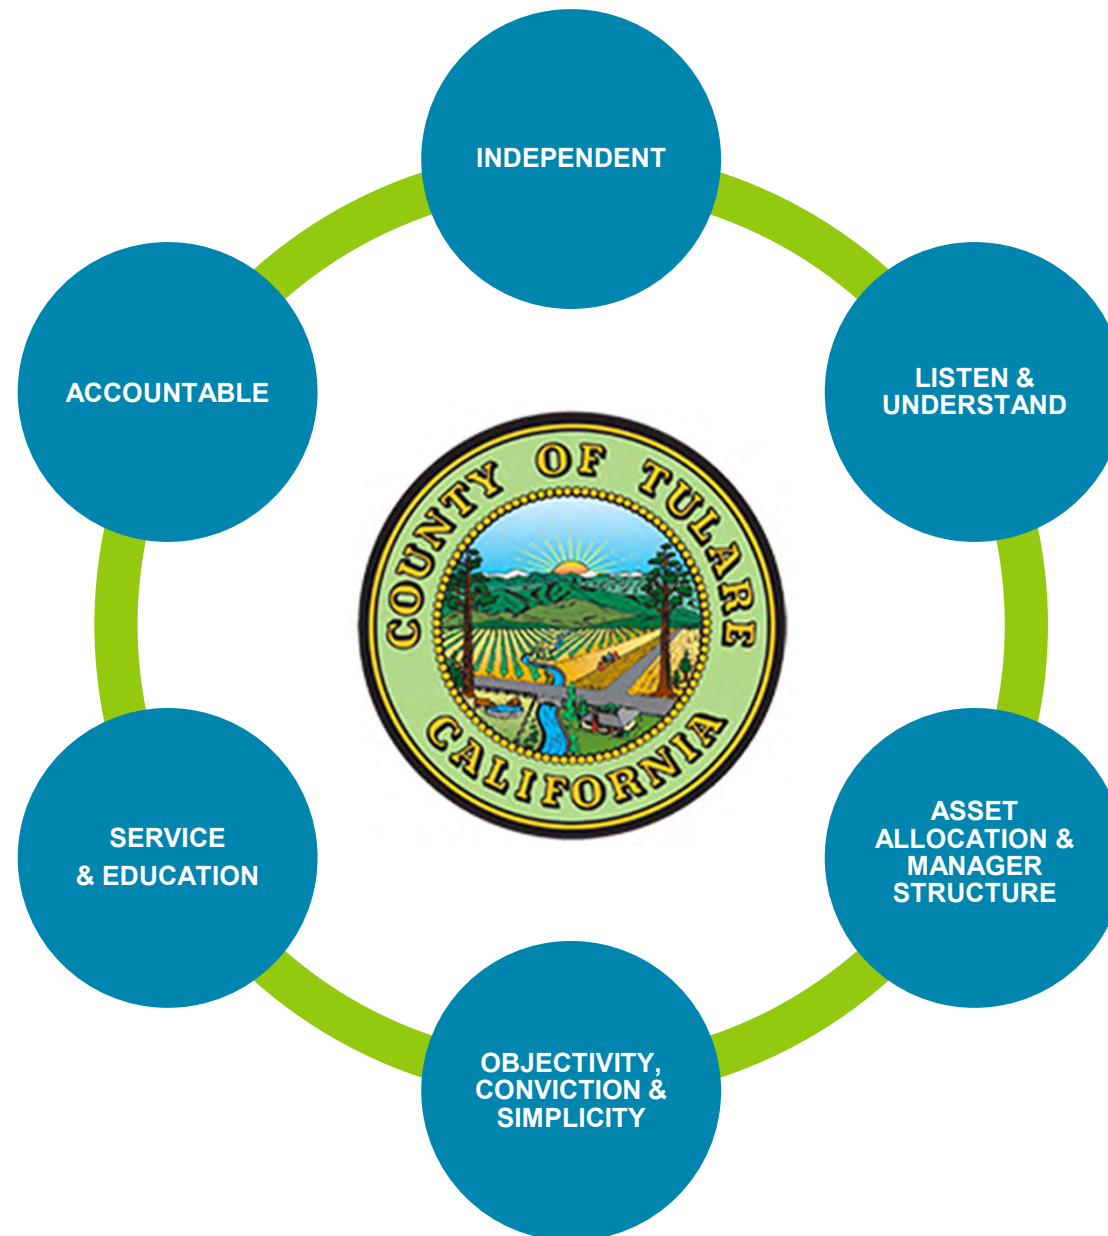 INDEPENDENT
LISTEN &
UNDERSTAND
ASSET
ALLOCATION &
MANAGER
STRUCTURE
OBJECTIVITY,
CONVICTION &
SIMPLICITY
SERVICE
& EDUCATION
ACCOUNTABLE
COUNTY OF TULARE
CALIFORNIA